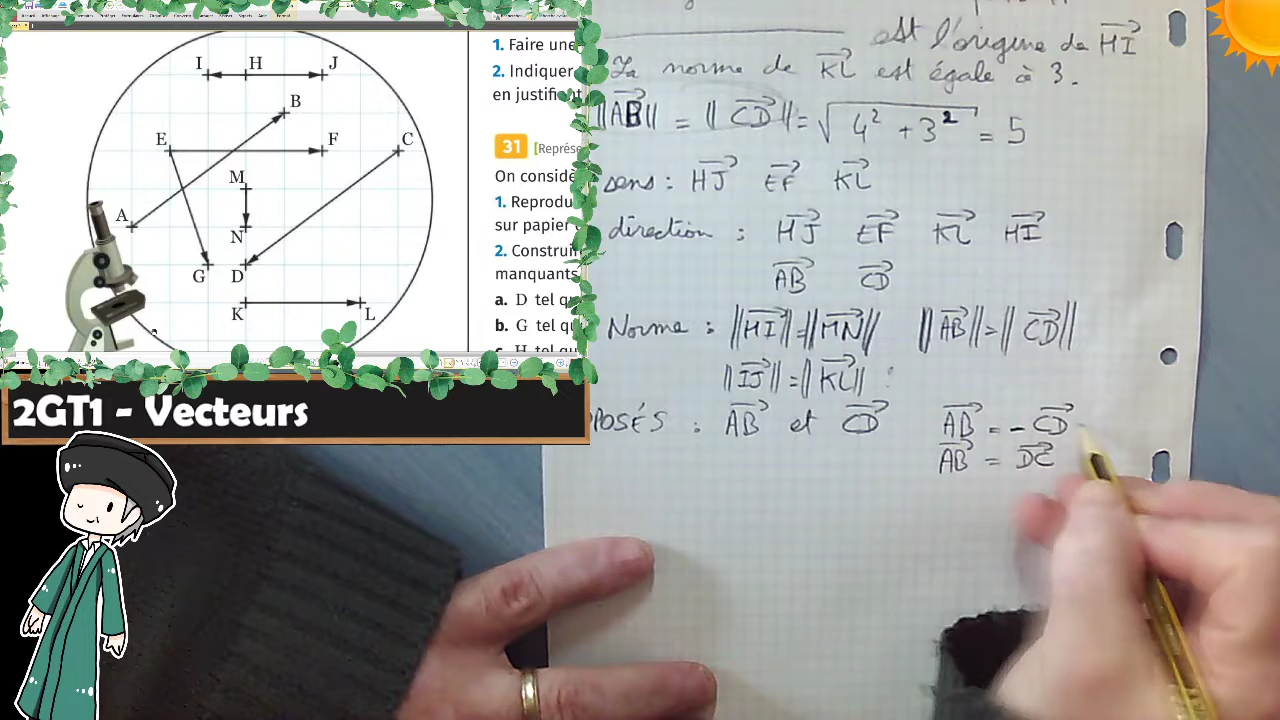 I H J
B
E F C
M
A
N
G D
K L
1. Faire une
2. Indiquer
en justifiant
31 [Représe
On considè
1. Reprodu
sur papier
2. Construi
manquants
a. D tel qu
b. G tel qu
2GT1 - Vecteurs
est l'origine de HI
La norme de KL est égale à 3.
||AB|| = ||CD|| = √4² + 3² = 5
sens : HJ EF KL
direction : HJ EF KL HI
AB CD
Norme : ||HI|| = ||MN|| ||AB|| = ||CD||
||IJ|| = ||KL|| :
POSÉS : AB et CD AB = - CD
AB = DC